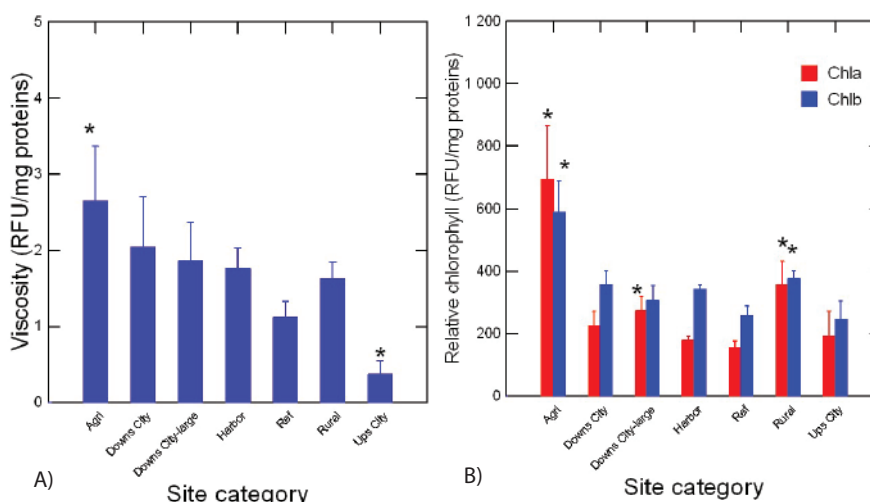 Viscosity (RFU/mg proteins)
5
4
3
2
1
0
*
*
Agri
Downs City
Downs City-large
Harbor
Ref
Rural
Ups City
A)
Site category
Relative chlorophyll (RFU/mg proteins)
1 200
1 000
800
600
400
200
0
Chla
Chlb
*
*
*
*
*
Agri
Downs City
Downs City-large
Harbor
Ref
Rural
Ups City
B)
Site category